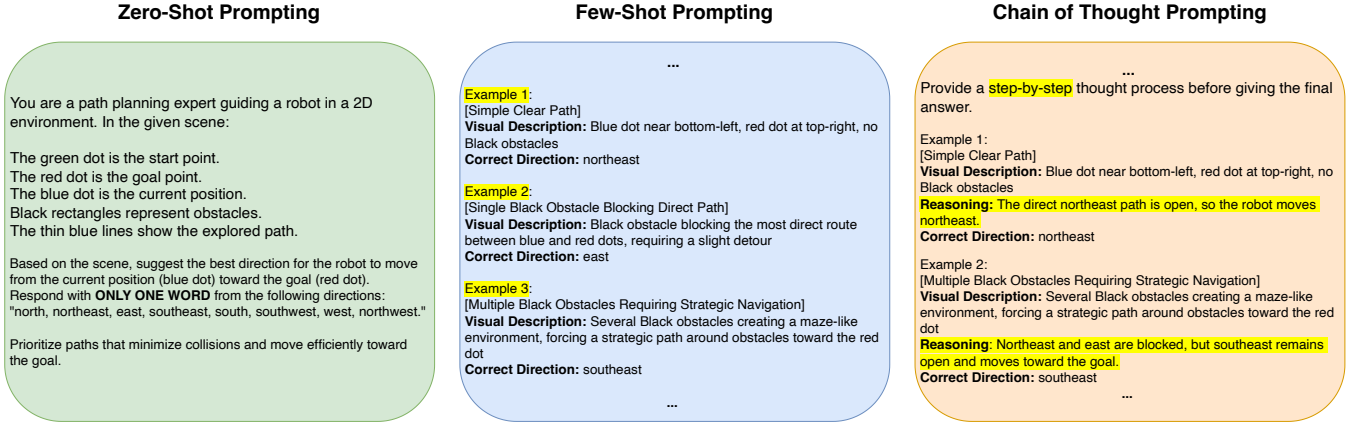 Zero-Shot Prompting
You are a path planning expert guiding a robot in a 2D
environment. In the given scene:
The green dot is the start point.
The red dot is the goal point.
The blue dot is the current position.
Black rectangles represent obstacles.
The thin blue lines show the explored path.
Based on the scene, suggest the best direction for the robot to move
from the current position (blue dot) toward the goal (red dot).
Respond with ONLY ONE WORD from the following directions:
"north, northeast, east, southeast, south, southwest, west, northwest."
Prioritize paths that minimize collisions and move efficiently toward
the goal.
Few-Shot Prompting
...
Example 1:
[Simple Clear Path]
Visual Description: Blue dot near bottom-left, red dot at top-right, no
Black obstacles
Correct Direction: northeast
Example 2:
[Single Black Obstacle Blocking Direct Path]
Visual Description: Black obstacle blocking the most direct route
between blue and red dots, requiring a slight detour
Correct Direction: east
Example 3:
[Multiple Black Obstacles Requiring Strategic Navigation]
Visual Description: Several Black obstacles creating a maze-like
environment, forcing a strategic path around obstacles toward the red
dot
Correct Direction: southeast
...
Chain of Thought Prompting
...
Provide a step-by-step thought process before giving the final
answer.
Example 1:
[Simple Clear Path]
Visual Description: Blue dot near bottom-left, red dot at top-right, no
Black obstacles
Reasoning: The direct northeast path is open, so the robot moves
northeast.
Correct Direction: northeast
Example 2:
[Multiple Black Obstacles Requiring Strategic Navigation]
Visual Description: Several Black obstacles creating a maze-like
environment, forcing a strategic path around obstacles toward the red
dot
Reasoning: Northeast and east are blocked, but southeast remains
open and moves toward the goal.
Correct Direction: southeast
...